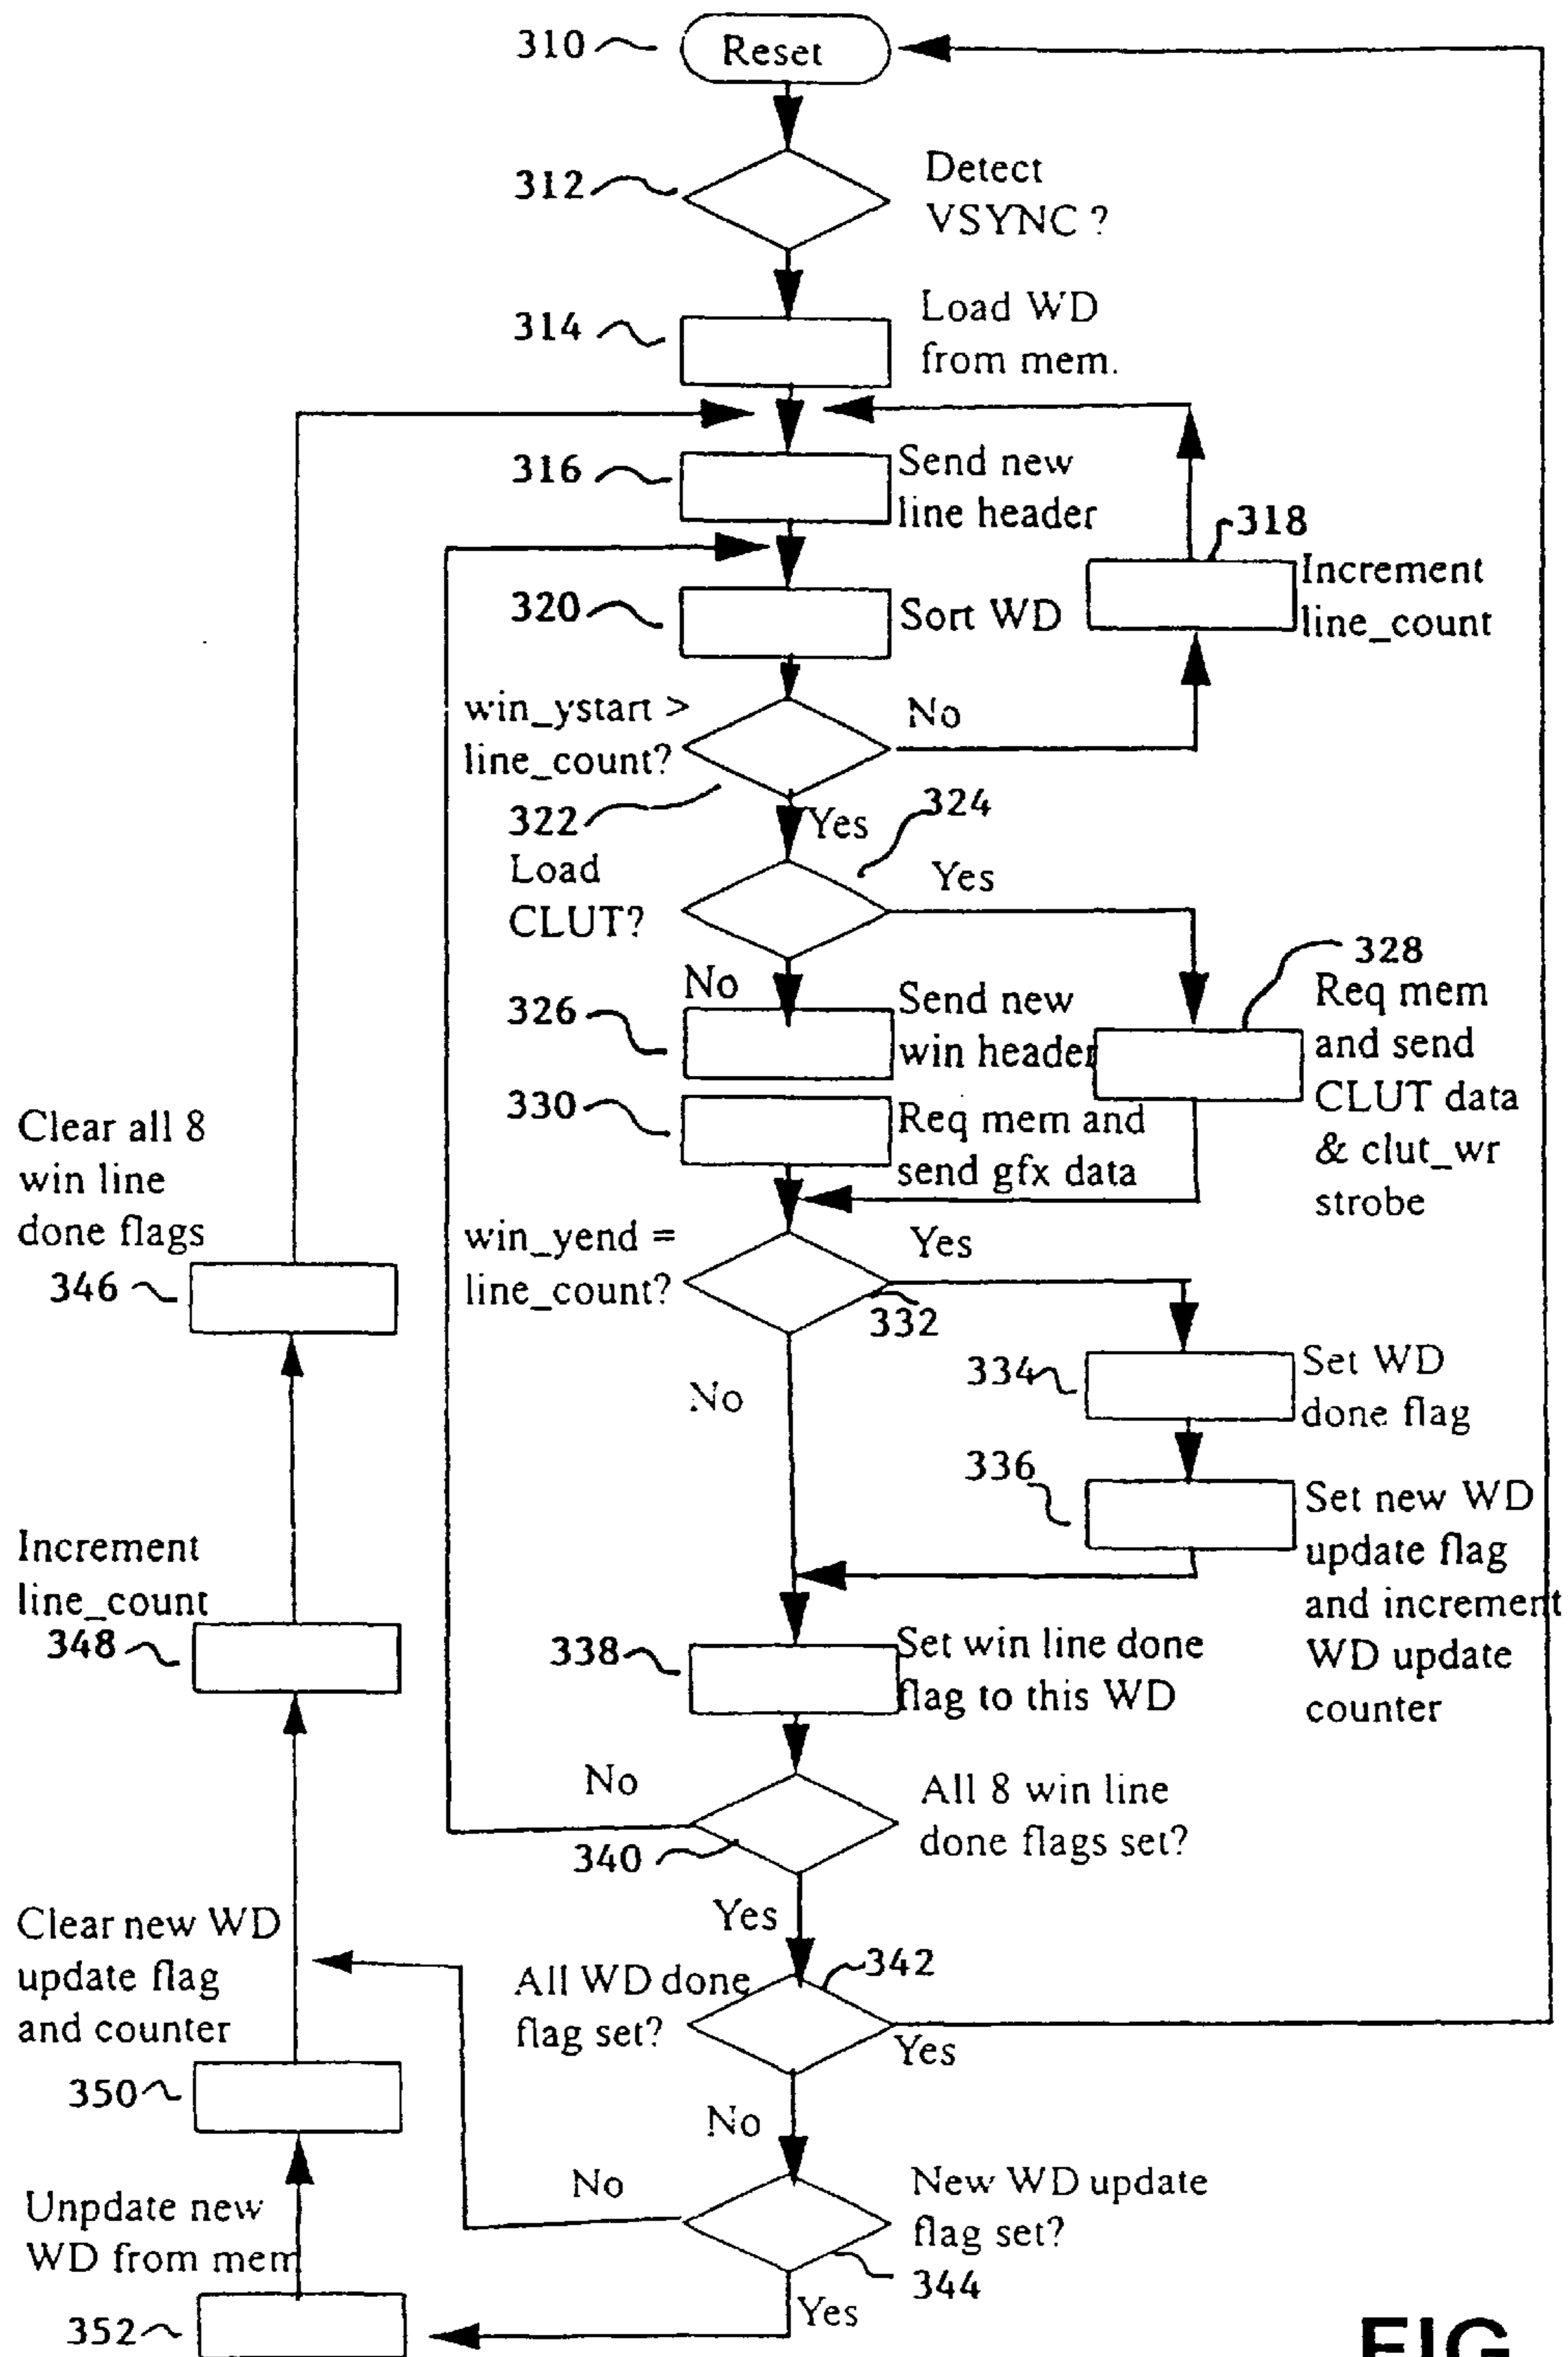 310
Reset
312
Detect
VSYNC ?
314
Load WD
from mem.
316
Send new
line header
318
Increment
line_count
320
Sort WD
win_ystart >
line_count?
No
322
Yes
324
Load
CLUT?
Yes
No
326
Send new
win header
328
Req mem
and send
CLUT data
& clut_wr
strobe
330
Req mem and
send gfx data
Clear all 8
win line
done flags
346
win_yend =
line_count?
Yes
332
No
334
Set WD
done flag
336
Set new WD
update flag
and increment
WD update
counter
Increment
line_count
348
338
Set win line done
flag to this WD
No
340
All 8 win line
done flags set?
Yes
Clear new WD
update flag
and counter
350
All WD done
flag set?
342
Yes
No
No
New WD update
flag set?
344
Yes
Unpdate new
WD from mem
352
FIG